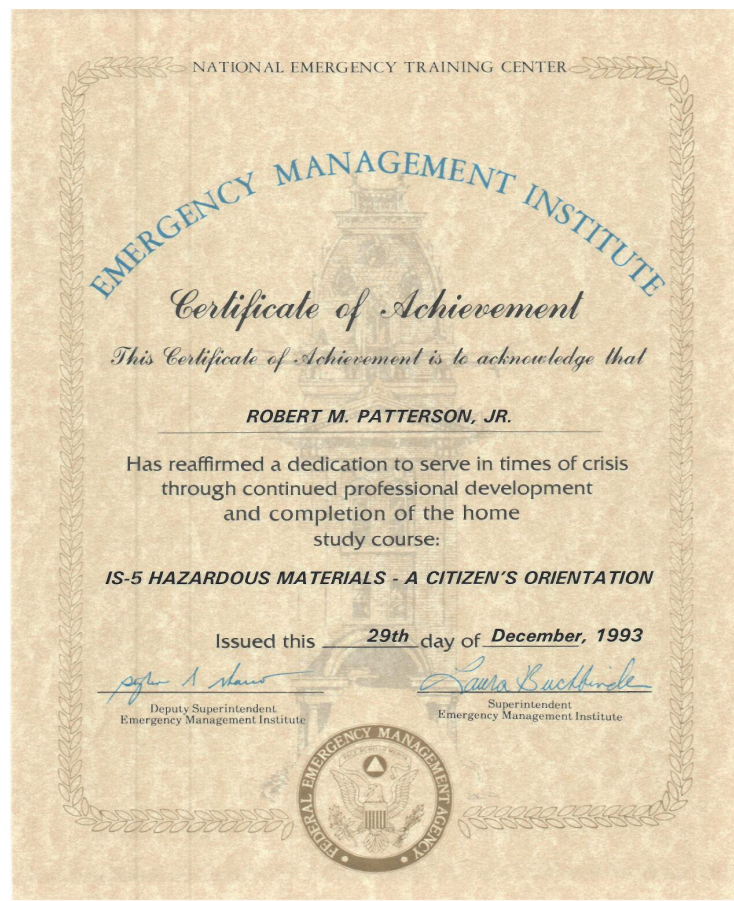 NATIONAL EMERGENCY TRAINING CENTER
EMERGENCY MANAGEMENT INSTITUTE
Certificate of Achievement
This Certificate of Achievement is to acknowledge that
ROBERT M. PATTERSON, JR.
Has reaffirmed a dedication to serve in times of crisis
through continued professional development
and completion of the home
study course:
IS-5 HAZARDOUS MATERIALS - A CITIZEN'S ORIENTATION
Issued this 29th day of December, 1993
Laura Buchbinder
Deputy Superintendent
Emergency Management Institute
Superintendent
Emergency Management Institute
FEDERAL EMERGENCY MANAGEMENT AGENCY